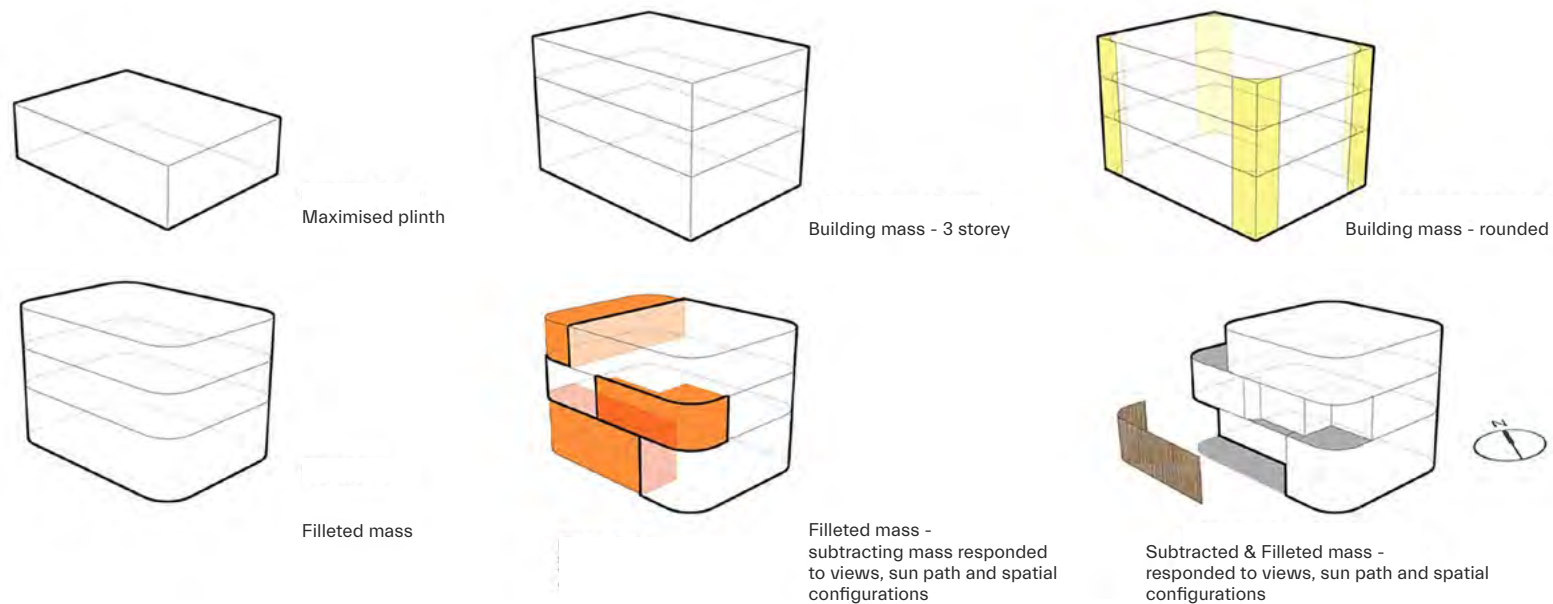 Maximised plinth
Building mass - 3 storey
Building mass - rounded
Filleted mass
Filleted mass -
subtracting mass responded
to views, sun path and spatial
configurations
Subtracted & Filleted mass -
responded to views, sun path and spatial
configurations
N